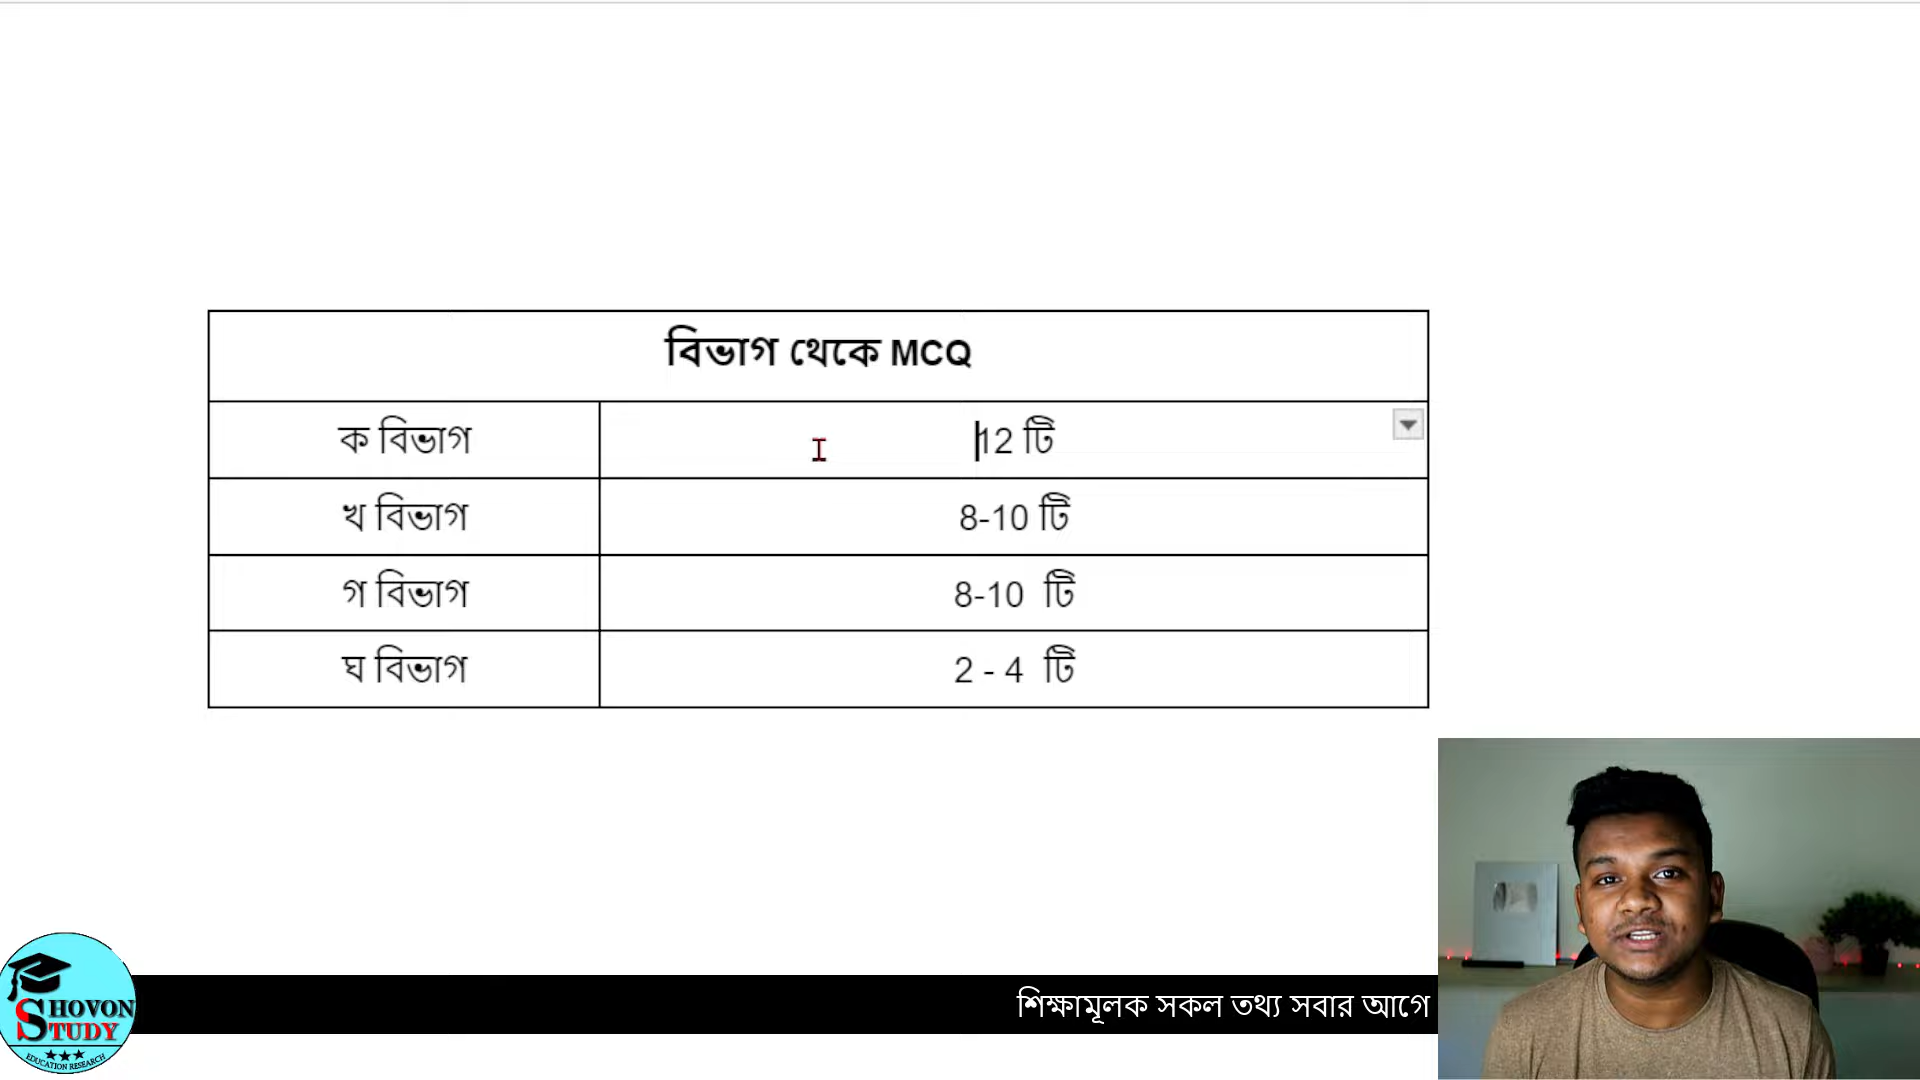 বিভাগ থেকে MCQ
ক বিভাগ 12 টি
খ বিভাগ 8-10 টি
গ বিভাগ 8-10 টি
ঘ বিভাগ 2 - 4 টি
শিক্ষামূলক সকল তথ্য সবার আগে
SHOVON
STUDY
EDUCATION RESEARCH